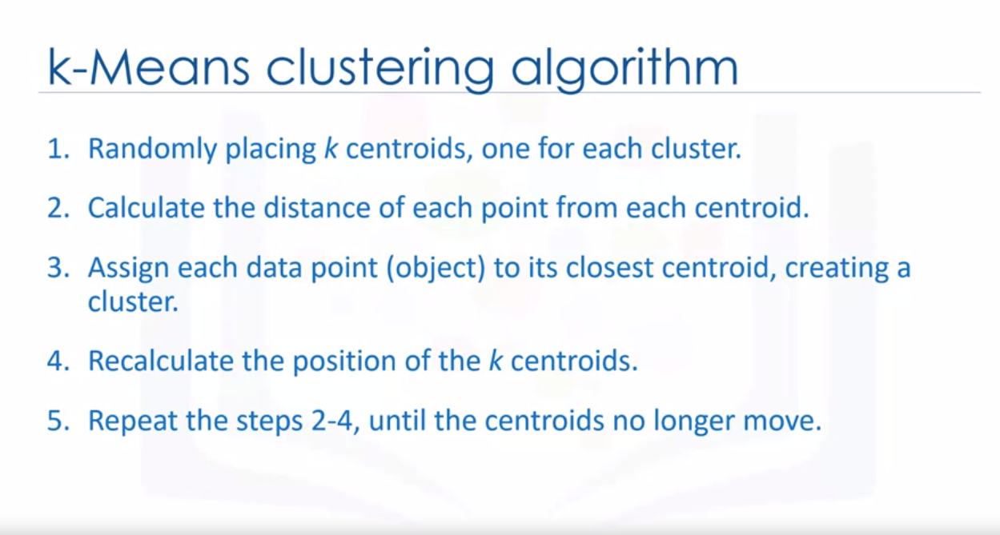 k-Means clustering algorithm
1. Randomly placing k centroids, one for each cluster.
2. Calculate the distance of each point from each centroid.
3. Assign each data point (object) to its closest centroid, creating a
cluster.
4. Recalculate the position of the k centroids.
5. Repeat the steps 2-4, until the centroids no longer move.